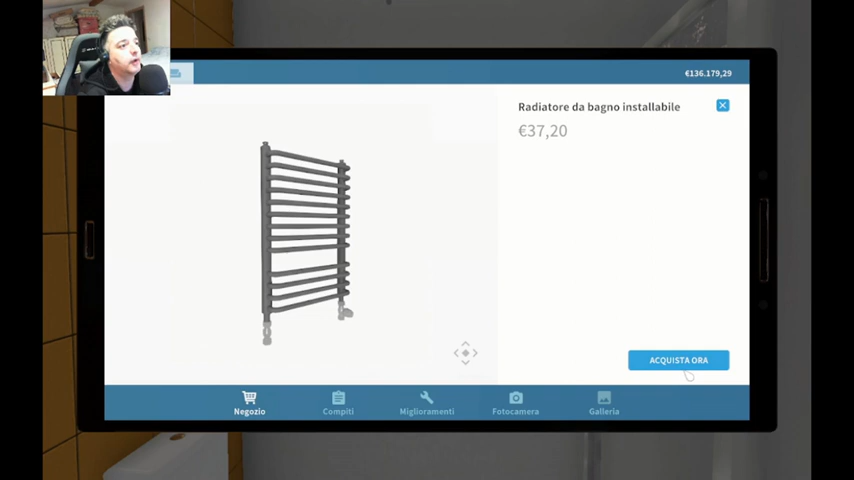 €136.179,29
Radiatore da bagno installabile
€37,20
ACQUISTA ORA
Negozio
Compiti
Miglioramenti
Fotocamera
Galleria